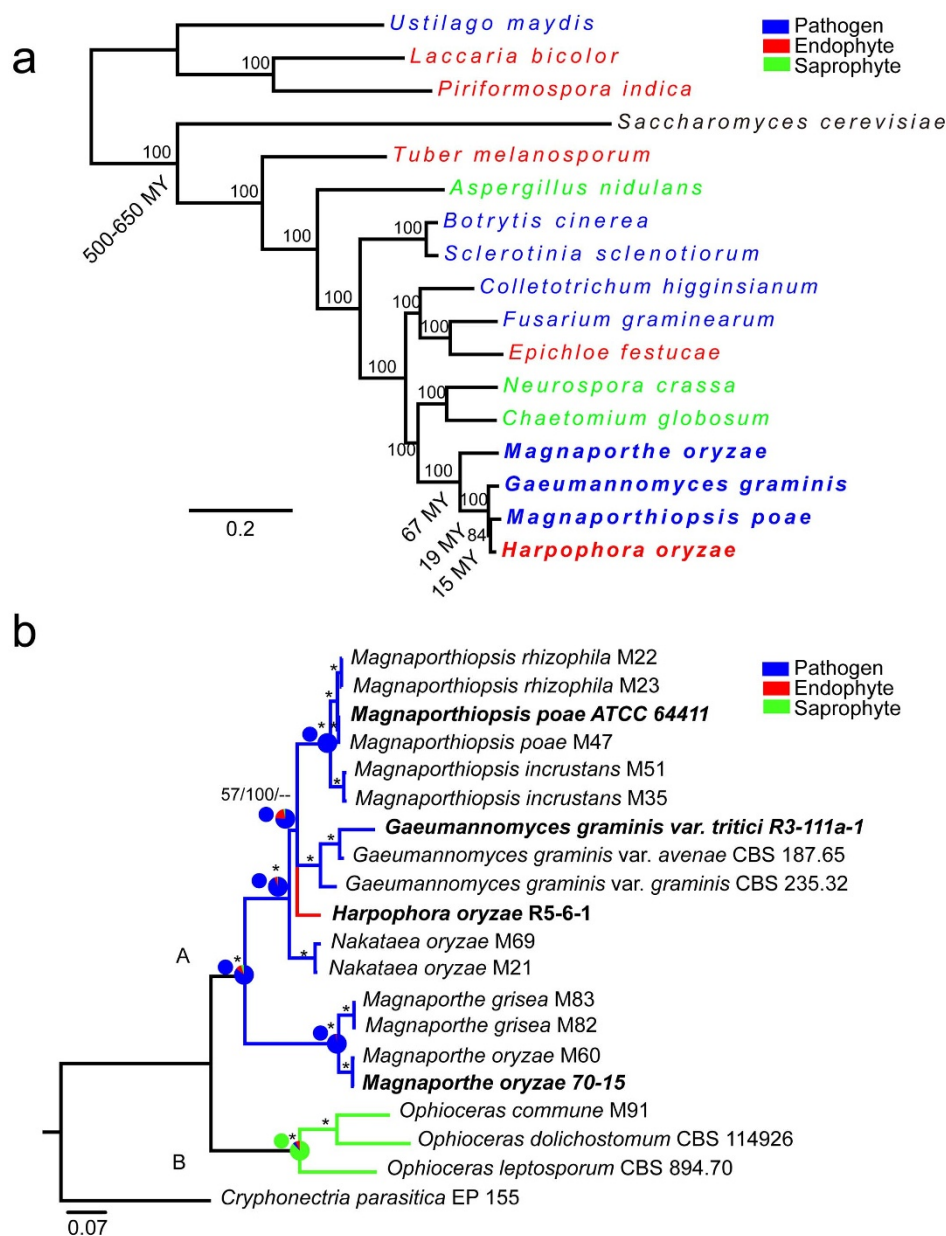 a
Ustilago maydis
Laccaria bicolor
Piriformospora indica
Saccharomyces cerevisiae
Tuber melanosporum
Aspergillus nidulans
Botrytis cinerea
Sclerotinia sclenotiorum
Colletotrichum higginsianum
Fusarium graminearum
Epichloe festucae
Neurospora crassa
Chaetomium globosum
Magnaporthe oryzae
Gaeumannomyces graminis
Magnaporthiopsis poae
Harpophora oryzae
Pathogen
Endophyte
Saprophyte
100
100
100
100
100
100
100
100
100
100
100
100
100
84
500-650 MY
67 MY
19 MY
15 MY
0.2
b
Pathogen
Endophyte
Saprophyte
Magnaporthiopsis rhizophila M22
Magnaporthiopsis rhizophila M23
Magnaporthiopsis poae ATCC 64411
Magnaporthiopsis poae M47
Magnaporthiopsis incrustans M51
Magnaporthiopsis incrustans M35
57/100/--
Gaeumannomyces graminis var. tritici R3-111a-1
Gaeumannomyces graminis var. avenae CBS 187.65
Gaeumannomyces graminis var. graminis CBS 235.32
Harpophora oryzae R5-6-1
Nakataea oryzae M69
Nakataea oryzae M21
A
Magnaporthe grisea M83
Magnaporthe grisea M82
Magnaporthe oryzae M60
Magnaporthe oryzae 70-15
Ophioceras commune M91
Ophioceras dolichostomum CBS 114926
B
Ophioceras leptosporum CBS 894.70
Cryphonectria parasitica EP 155
0.07
* * * * * * * * * * * * * * *